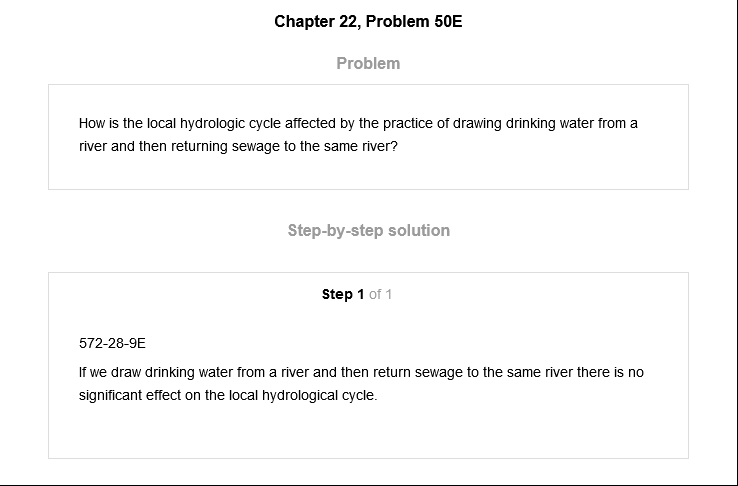 Chapter 22, Problem 50E
Problem
How is the local hydrologic cycle affected by the practice of drawing drinking water from a
river and then returning sewage to the same river?
Step-by-step solution
Step 1 of 1
572-28-9E
If we draw drinking water from a river and then return sewage to the same river there is no
significant effect on the local hydrological cycle.